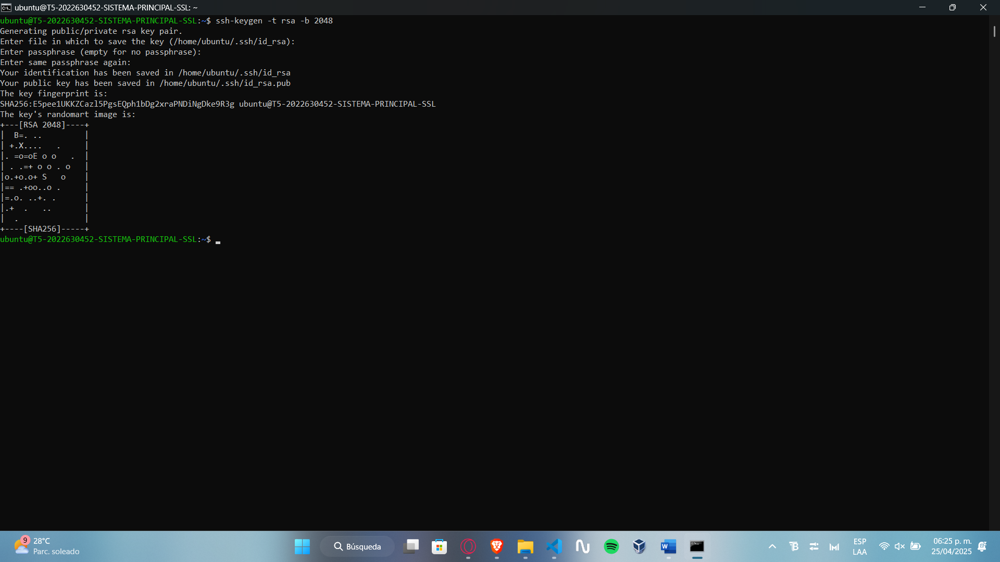 ubuntu@T5-2022630452-SISTEMA-PRINCIPAL-SSL: ~
ubuntu@T5-2022630452-SISTEMA-PRINCIPAL-SSL:~$ ssh-keygen -t rsa -b 2048
Generating public/private rsa key pair.
Enter file in which to save the key (/home/ubuntu/.ssh/id_rsa):
Enter passphrase (empty for no passphrase):
Enter same passphrase again:
Your identification has been saved in /home/ubuntu/.ssh/id_rsa
Your public key has been saved in /home/ubuntu/.ssh/id_rsa.pub
The key fingerprint is:
SHA256:E5pee1UKKZCazl5PgsEQph1bDg2xraPNDiNgDke9R3g ubuntu@T5-2022630452-SISTEMA-PRINCIPAL-SSL
The key's randomart image is:
+---[RSA 2048]----+
|  B=. ..         |
| +.X....   .     |
|. =o=oE o o   .  |
| . .=+ o o . o   |
|o.+o.o+ S   o    |
|== .+oo..o .     |
|=.o. ..+. .      |
|.+  .   ..       |
|  .              |
+----[SHA256]-----+
ubuntu@T5-2022630452-SISTEMA-PRINCIPAL-SSL:~$
9
28°C
Parc. soleado
Búsqueda
ESP
LAA
06:25 p. m.
25/04/2025